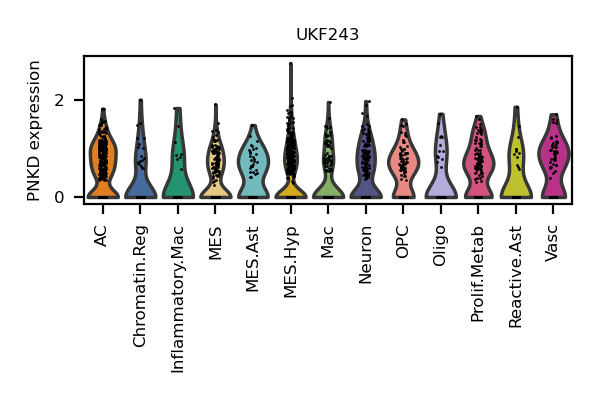 UKF243
PNKD expression
2
0
AC
Chromatin.Reg
Inflammatory.Mac
MES
MES.Ast
MES.Hyp
Mac
Neuron
OPC
Oligo
Prolif.Metab
Reactive.Ast
Vasc